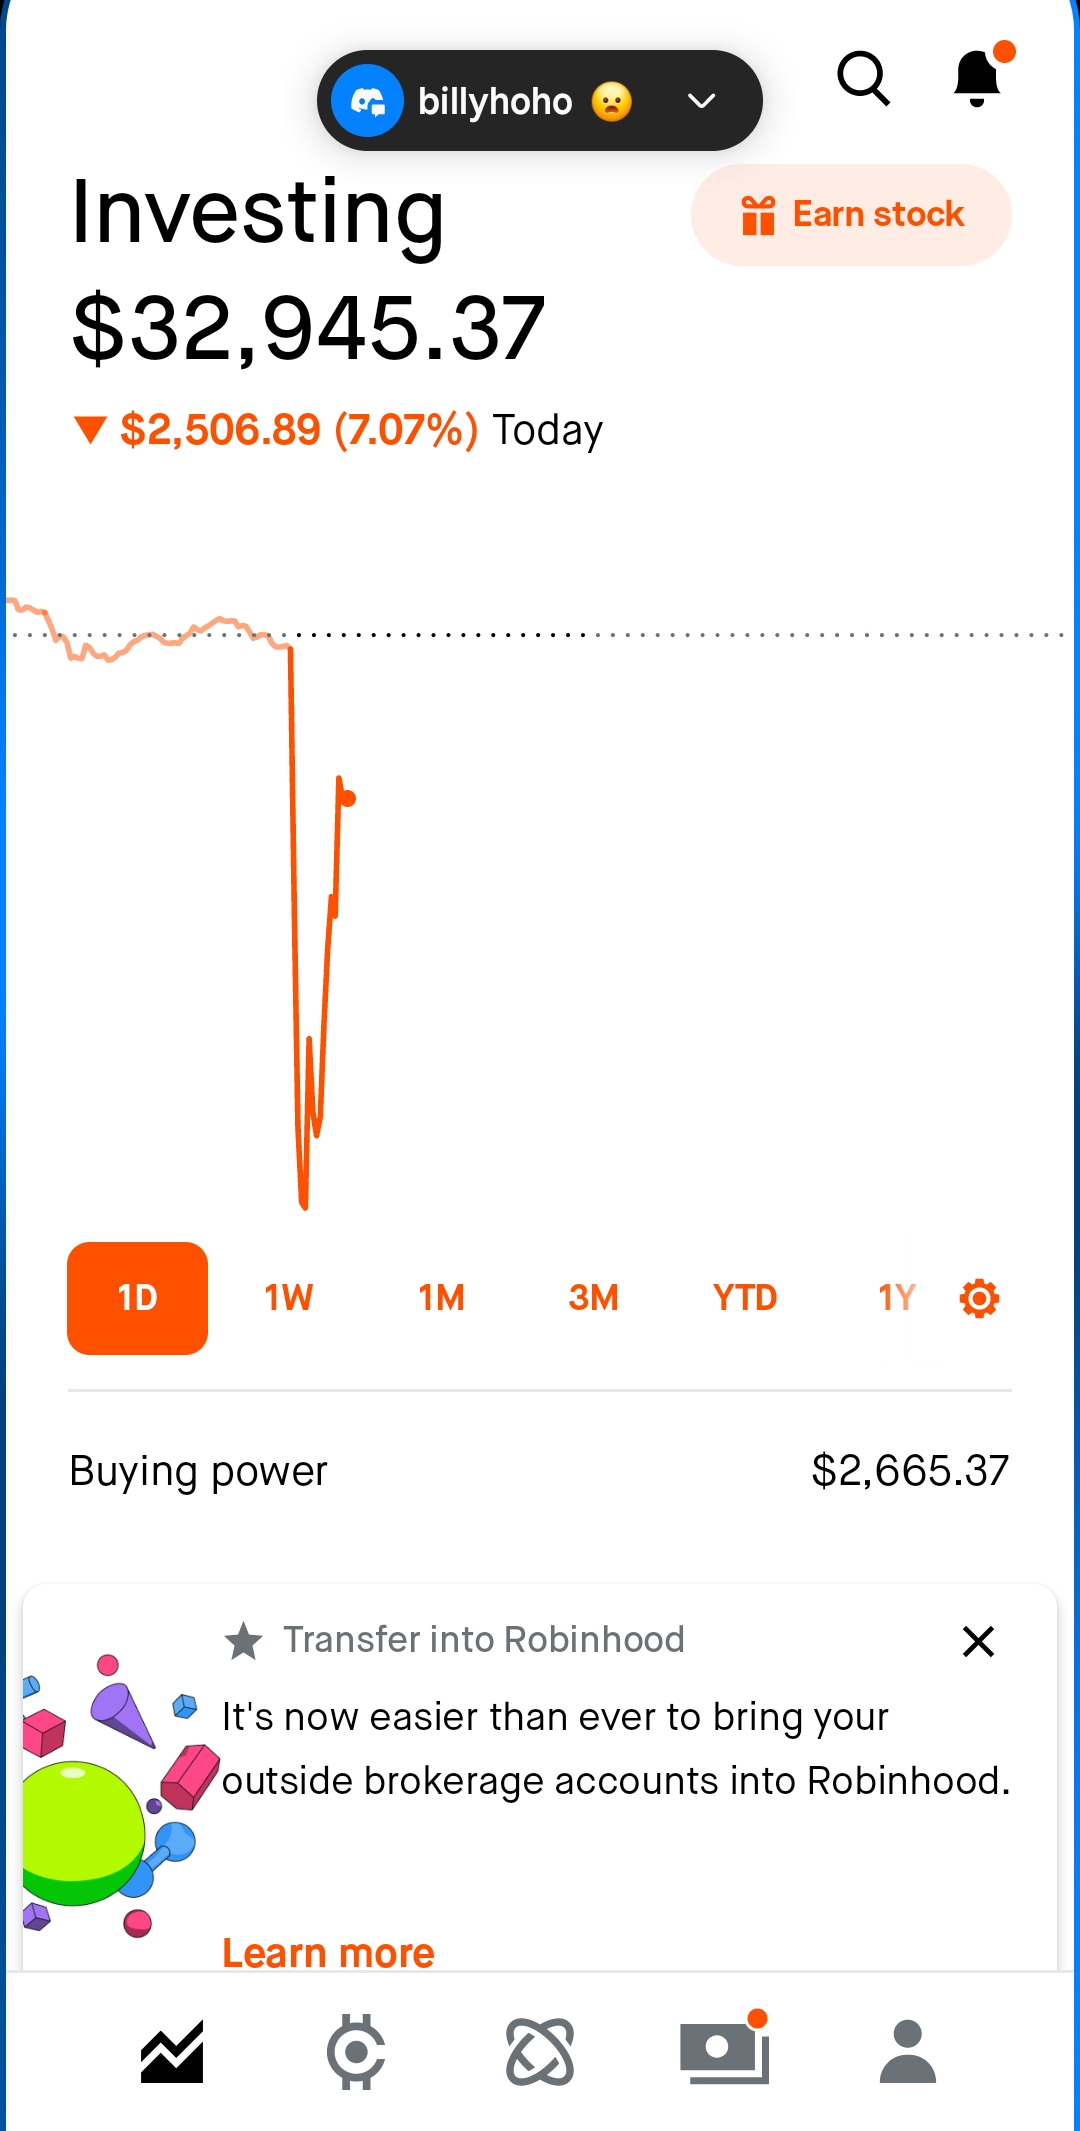 billyhoho 😦
Investing
Earn stock
$32,945.37
▼ $2,506.89 (7.07%) Today
1D 1W 1M 3M YTD 1Y
Buying power $2,665.37
Transfer into Robinhood
It's now easier than ever to bring your
outside brokerage accounts into Robinhood.
Learn more